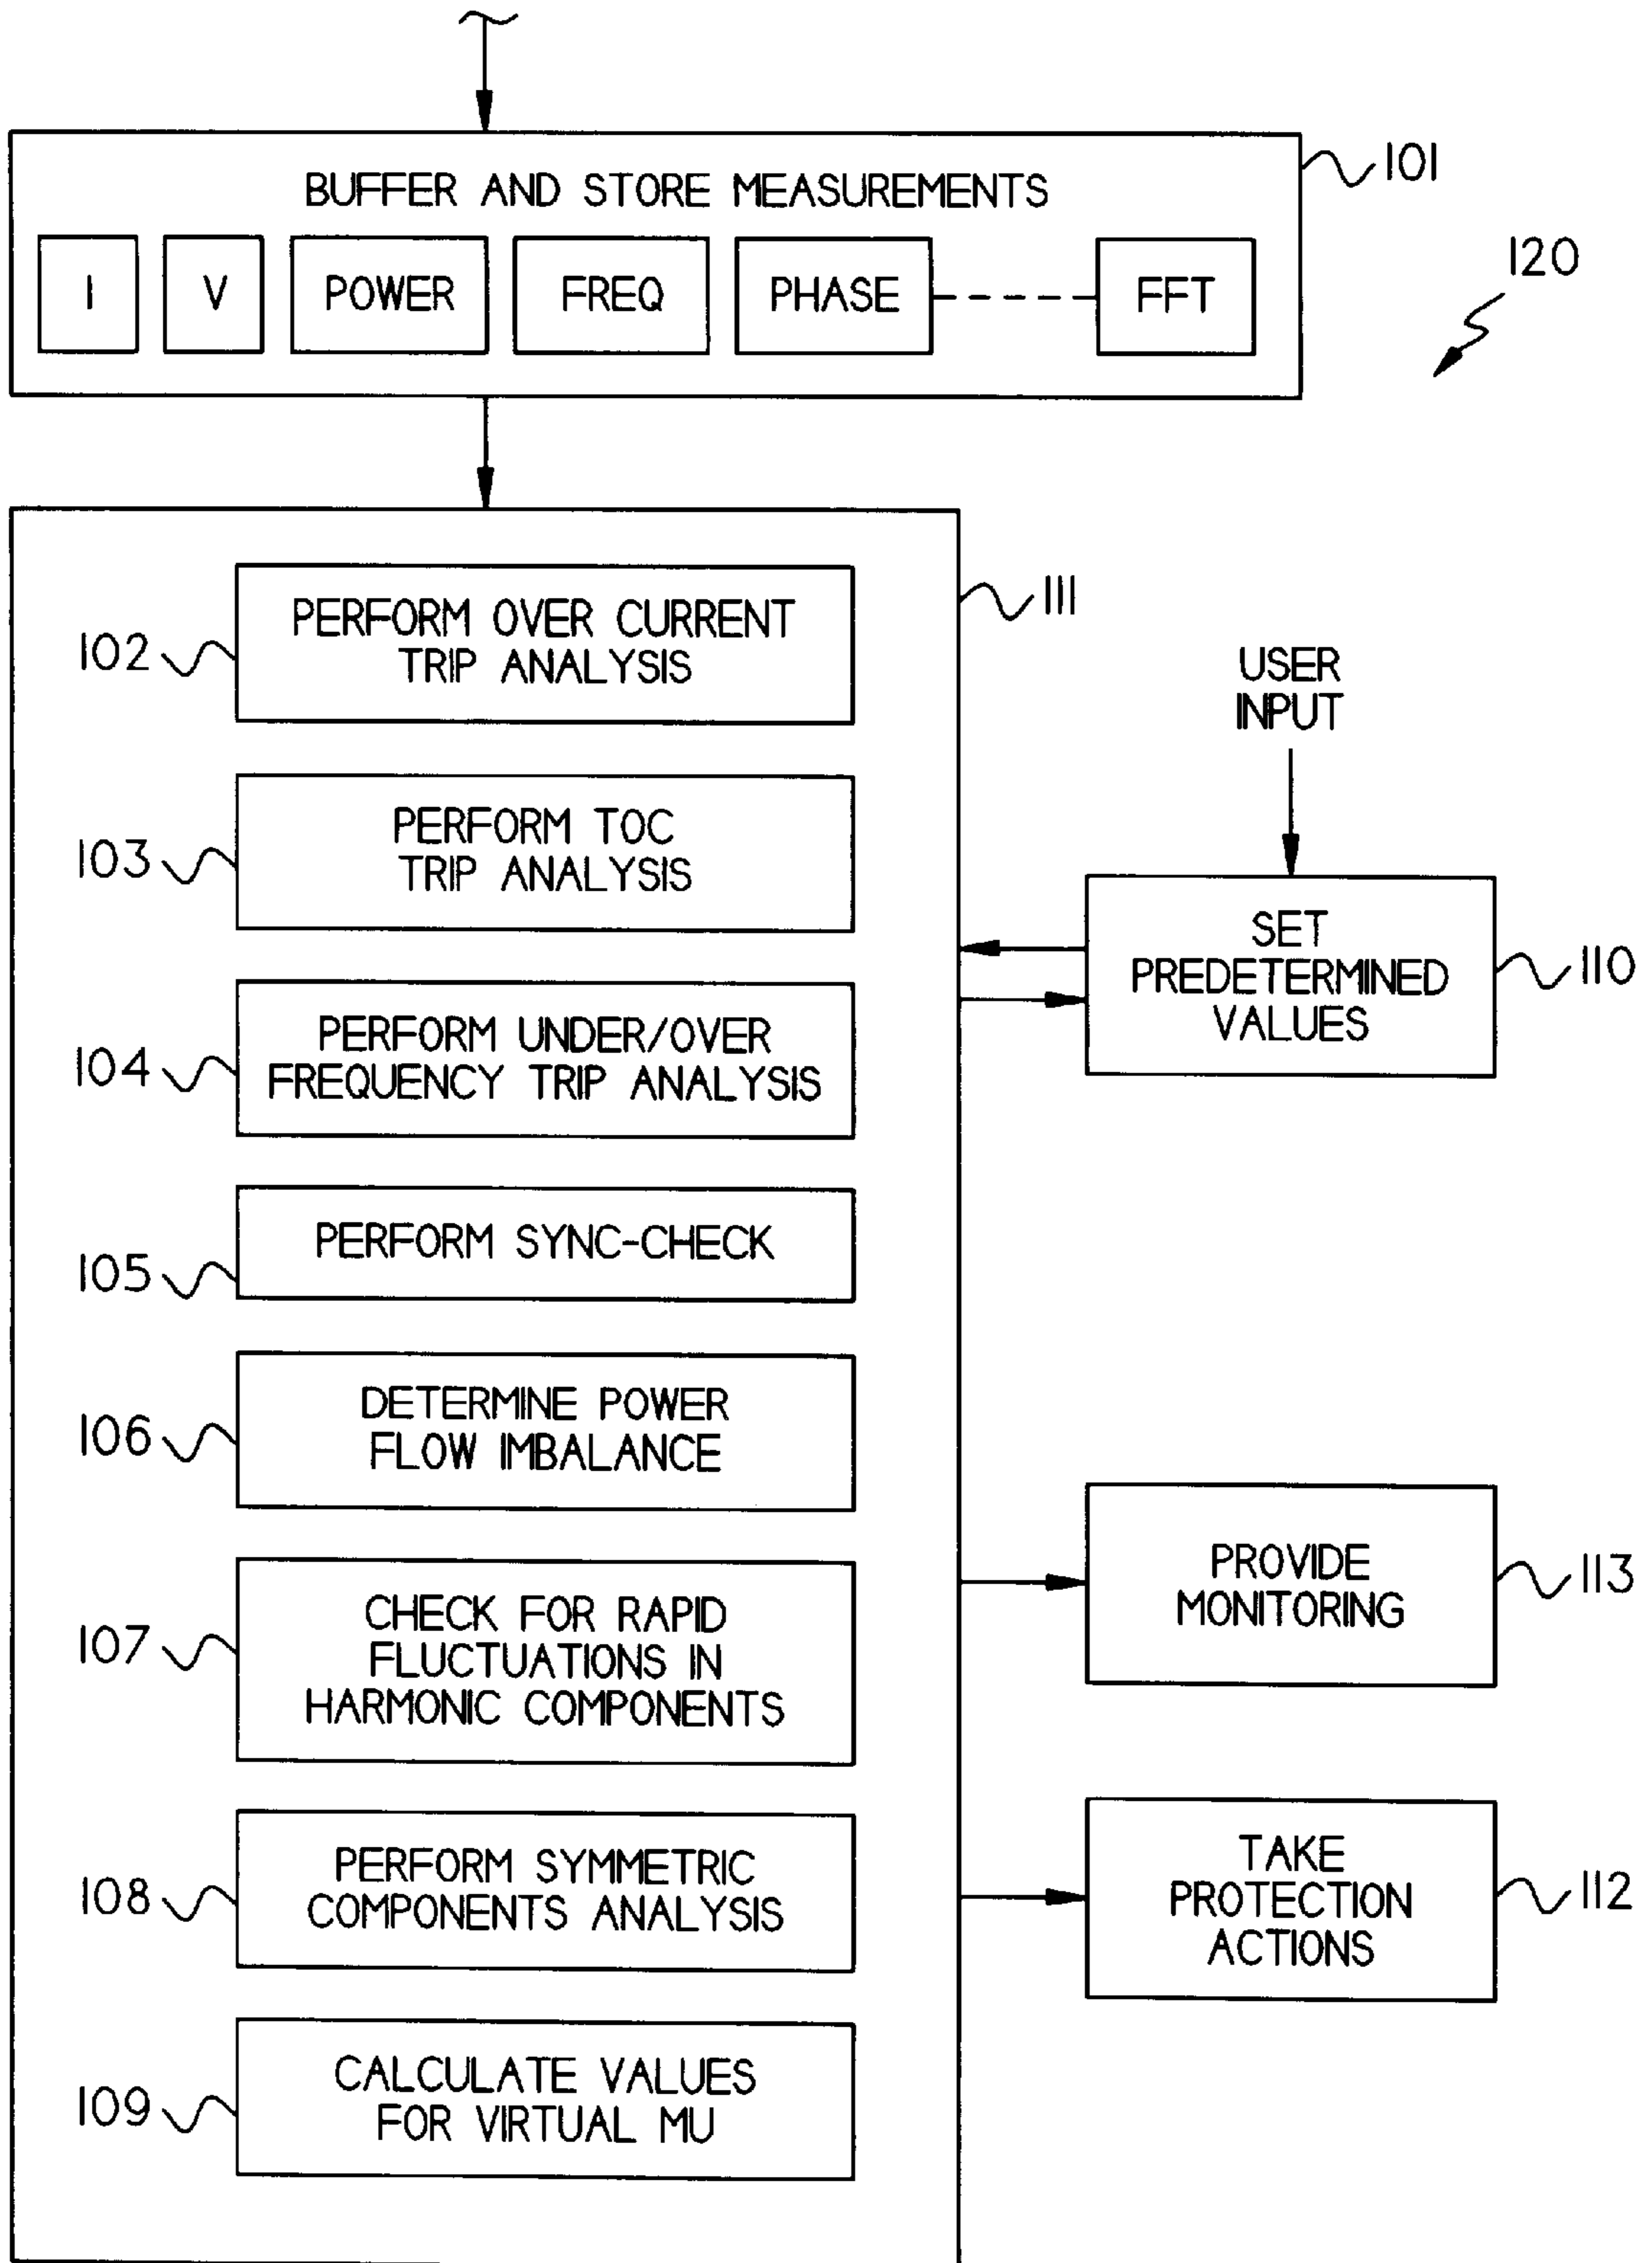 BUFFER AND STORE MEASUREMENTS
101
I
V
POWER
FREQ
PHASE
FFT
120
111
102
PERFORM OVER CURRENT
TRIP ANALYSIS
USER
INPUT
103
PERFORM TOC
TRIP ANALYSIS
SET
PREDETERMINED
VALUES
110
104
PERFORM UNDER/OVER
FREQUENCY TRIP ANALYSIS
105
PERFORM SYNC-CHECK
106
DETERMINE POWER
FLOW IMBALANCE
PROVIDE
MONITORING
113
107
CHECK FOR RAPID
FLUCTUATIONS IN
HARMONIC COMPONENTS
108
PERFORM SYMMETRIC
COMPONENTS ANALYSIS
TAKE
PROTECTION
ACTIONS
112
109
CALCULATE VALUES
FOR VIRTUAL MU